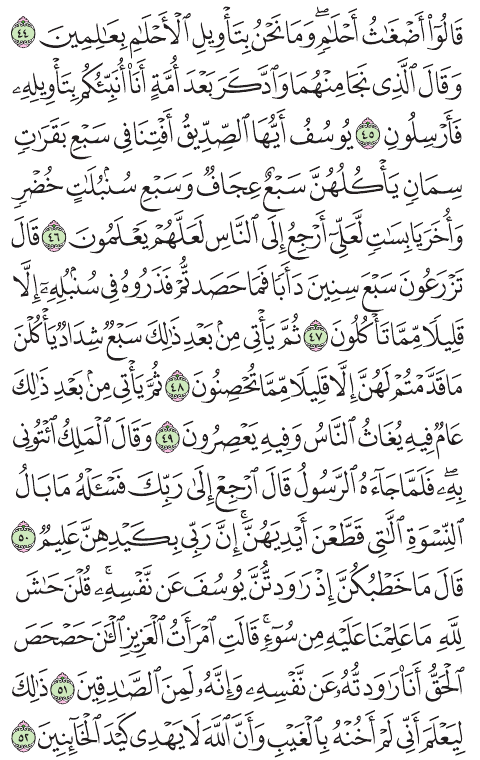 قَالُوٓا۟ أَضْغَـٰثُ أَحْلَـٰمٍۖ وَمَا نَحْنُ بِتَأْوِيلِ ٱلْأَحْلَـٰمِ بِعَـٰلِمِينَ ٤٤
وَقَالَ ٱلَّذِى نَجَا مِنْهُمَا وَٱدَّكَرَ بَعْدَ أُمَّةٍ أَنَا۠ أُنَبِّئُكُم بِتَأْوِيلِهِۦ
فَأَرْسِلُونِ ٤٥ يُوسُفُ أَيُّهَا ٱلصِّدِّيقُ أَفْتِنَا فِى سَبْعِ بَقَرَٰتٍ
سِمَانٍ يَأْكُلُهُنَّ سَبْعٌ عِجَافٌ وَسَبْعِ سُنۢبُلَـٰتٍ خُضْرٍ
وَأُخَرَ يَابِسَـٰتٍ لَّعَلِّىٓ أَرْجِعُ إِلَى ٱلنَّاسِ لَعَلَّهُمْ يَعْلَمُونَ ٤٦ قَالَ
تَزْرَعُونَ سَبْعَ سِنِينَ دَأَبًا فَمَا حَصَدتُّمْ فَذَرُوهُ فِى سُنۢبُلِهِۦٓ إِلَّا
قَلِيلًا مِّمَّا تَأْكُلُونَ ٤٧ ثُمَّ يَأْتِى مِنۢ بَعْدِ ذَٰلِكَ سَبْعٌ شِدَادٌ يَأْكُلْنَ
مَا قَدَّمْتُمْ لَهُنَّ إِلَّا قَلِيلًا مِّمَّا تُحْصِنُونَ ٤٨ ثُمَّ يَأْتِى مِنۢ بَعْدِ ذَٰلِكَ
عَامٌ فِيهِ يُغَاثُ ٱلنَّاسُ وَفِيهِ يَعْصِرُونَ ٤٩ وَقَالَ ٱلْمَلِكُ ٱئْتُونِى
بِهِۦۖ فَلَمَّا جَآءَهُ ٱلرَّسُولُ قَالَ ٱرْجِعْ إِلَىٰ رَبِّكَ فَسْـَٔلْهُ مَا بَالُ
ٱلنِّسْوَةِ ٱلَّـٰتِى قَطَّعْنَ أَيْدِيَهُنَّۚ إِنَّ رَبِّى بِكَيْدِهِنَّ عَلِيمٌ ٥٠
قَالَ مَا خَطْبُكُنَّ إِذْ رَٰوَدتُّنَّ يُوسُفَ عَن نَّفْسِهِۦۚ قُلْنَ حَـٰشَ
لِلَّهِ مَا عَلِمْنَا عَلَيْهِ مِن سُوٓءٍۚ قَالَتِ ٱمْرَأَتُ ٱلْعَزِيزِ ٱلْـَٔـٰنَ حَصْحَصَ
ٱلْحَقُّ أَنَا۠ رَٰوَدتُّهُۥ عَن نَّفْسِهِۦ وَإِنَّهُۥ لَمِنَ ٱلصَّـٰدِقِينَ ٥١ ذَٰلِكَ
لِيَعْلَمَ أَنِّى لَمْ أَخُنْهُ بِٱلْغَيْبِ وَأَنَّ ٱللَّهَ لَا يَهْدِى كَيْدَ ٱلْخَآئِنِينَ ٥٢